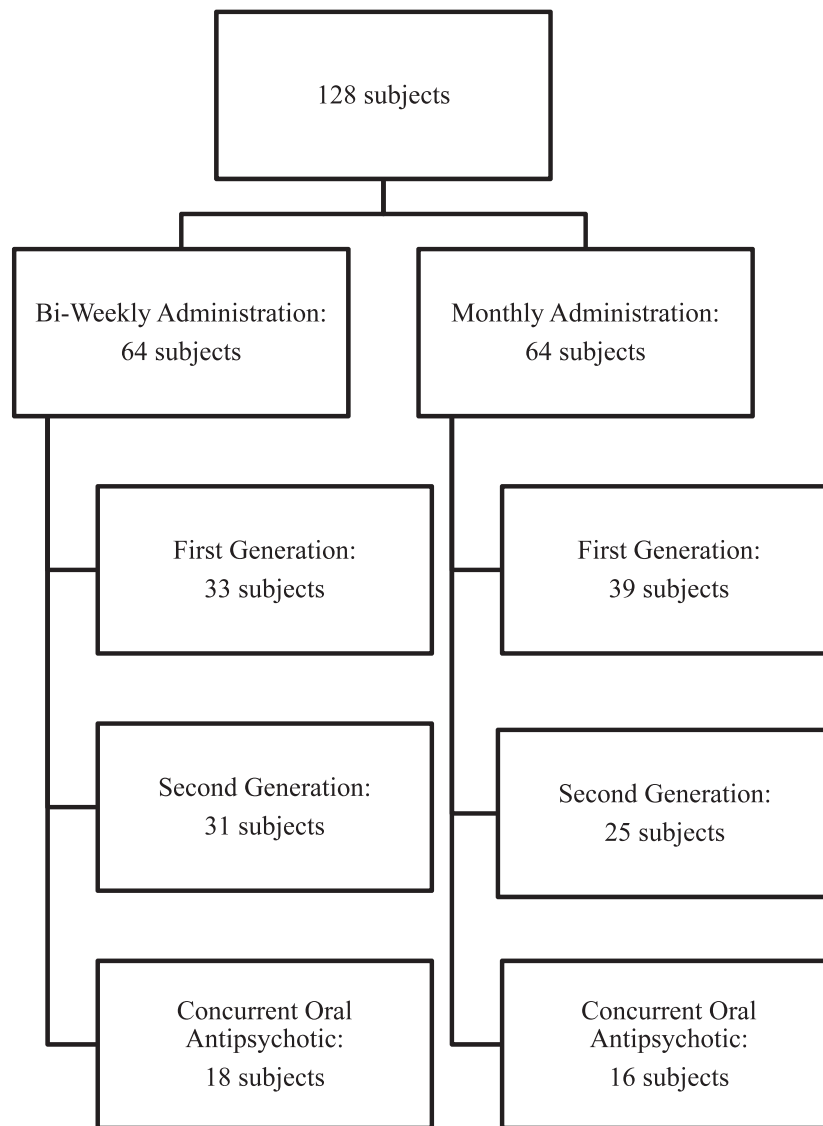 128 subjects
Bi-Weekly Administration:
64 subjects
Monthly Administration:
64 subjects
First Generation:
33 subjects
First Generation:
39 subjects
Second Generation:
31 subjects
Second Generation:
25 subjects
Concurrent Oral
Antipsychotic:
18 subjects
Concurrent Oral
Antipsychotic:
16 subjects